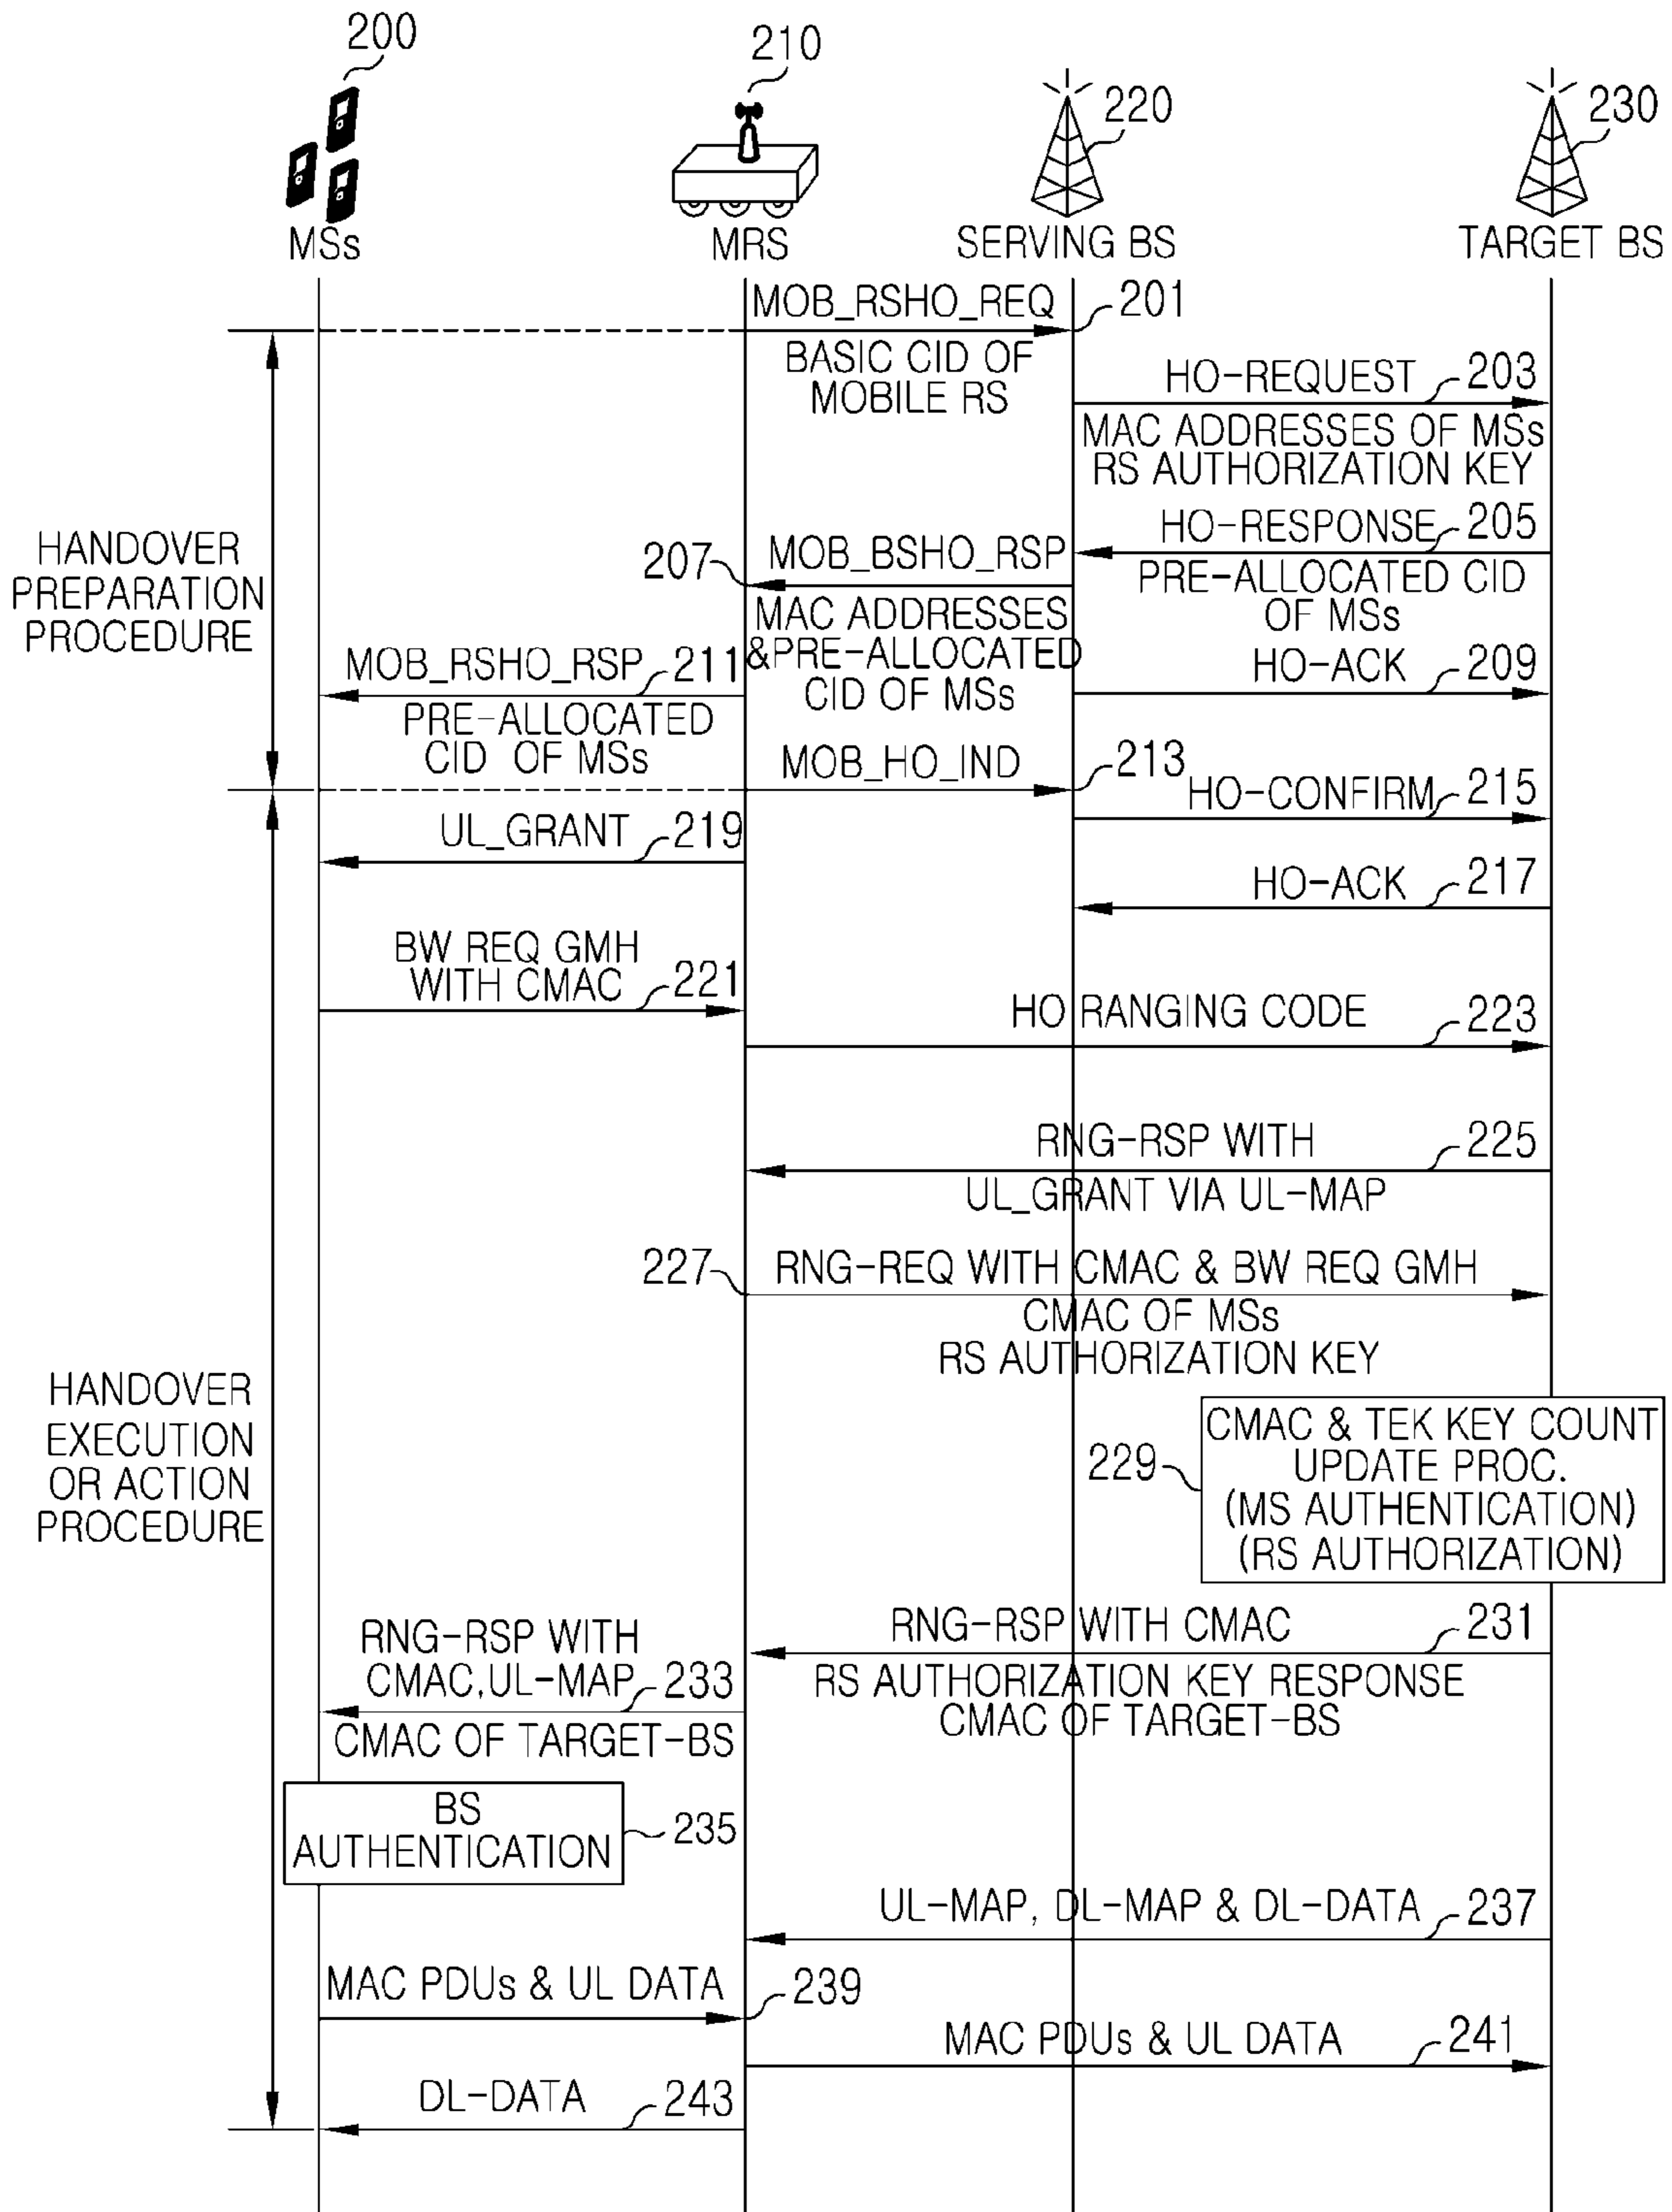 200
210
220
230
MSs
MRS
SERVING BS
TARGET BS
MOB_RSHO_REQ
201
BASIC CID OF
MOBILE RS
HO-REQUEST
203
MAC ADDRESSES OF MSs
RS AUTHORIZATION KEY
HO-RESPONSE
205
PRE-ALLOCATED CID
OF MSs
HANDOVER
PREPARATION
PROCEDURE
207
MOB_BSHO_RSP
MAC ADDRESSES
&PRE-ALLOCATED
CID OF MSs
HO-ACK
209
MOB_RSHO_RSP
211
PRE-ALLOCATED
CID OF MSs
MOB_HO_IND
213
HO-CONFIRM
215
UL_GRANT
219
HO-ACK
217
BW REQ GMH
WITH CMAC
221
HO RANGING CODE
223
RNG-RSP WITH
225
UL_GRANT VIA UL-MAP
227
RNG-REQ WITH CMAC & BW REQ GMH
CMAC OF MSs
RS AUTHORIZATION KEY
HANDOVER
EXECUTION
OR ACTION
PROCEDURE
229
CMAC & TEK KEY COUNT
UPDATE PROC.
(MS AUTHENTICATION)
(RS AUTHORIZATION)
RNG-RSP WITH CMAC
231
RS AUTHORIZATION KEY RESPONSE
CMAC OF TARGET-BS
RNG-RSP WITH
CMAC,UL-MAP
233
CMAC OF TARGET-BS
BS
AUTHENTICATION
235
UL-MAP, DL-MAP & DL-DATA
237
MAC PDUs & UL DATA
239
MAC PDUs & UL DATA
241
DL-DATA
243